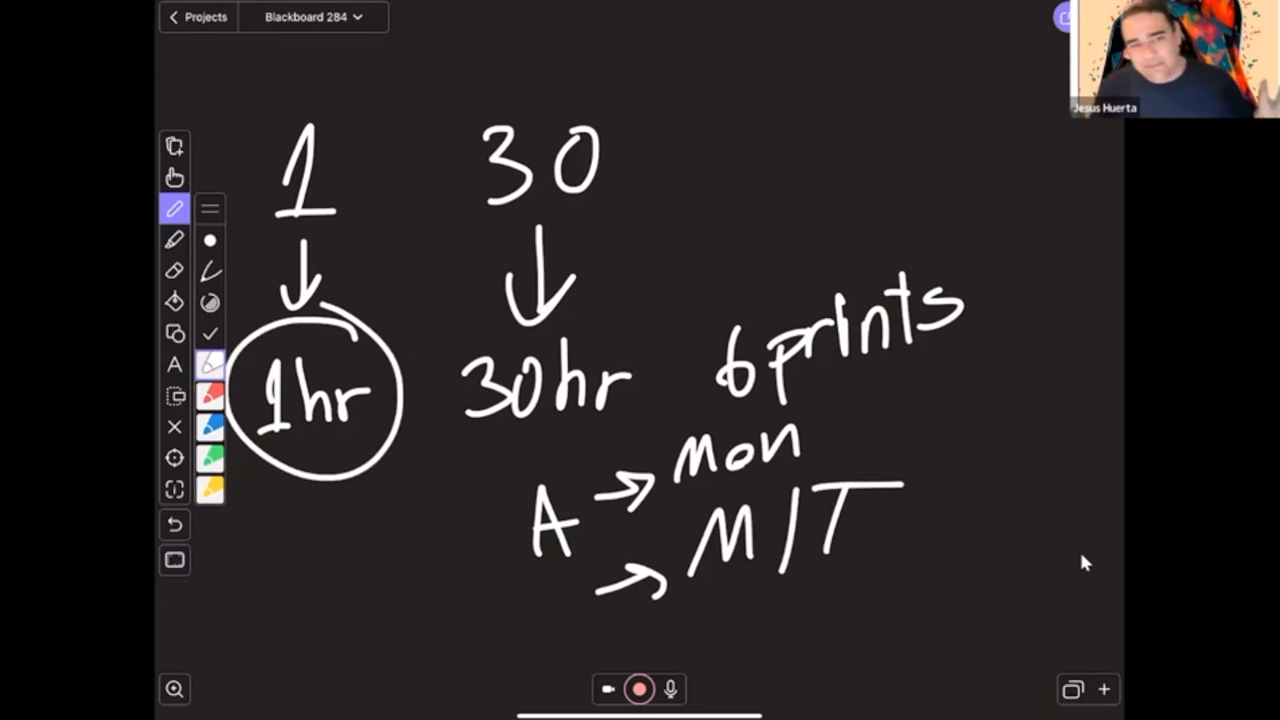 Projects
Blackboard 284
Jesus Huerta
1 30
1hr 30hr 6prints
A → Mon
→ M/T